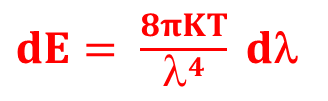 dE = 8πKT/λ⁴ dλ